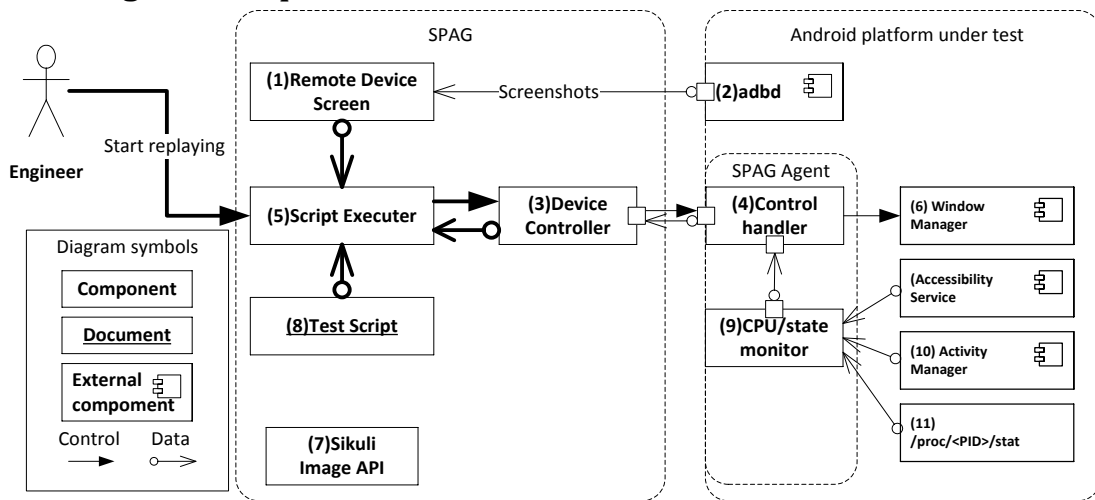 SPAG
Android platform under test
(1)Remote Device
Screen
Screenshots
(2)adbd
Start replaying
Engineer
SPAG Agent
(5)Script Executer
(3)Device
Controller
(4)Control
handler
(6) Window
Manager
Diagram symbols
Component
Document
External
compoment
Control
Data
(8)Test Script
(9)CPU/state
monitor
(Accessibility
Service
(10) Activity
Manager
(11)
/proc/<PID>/stat
(7)Sikuli
Image API